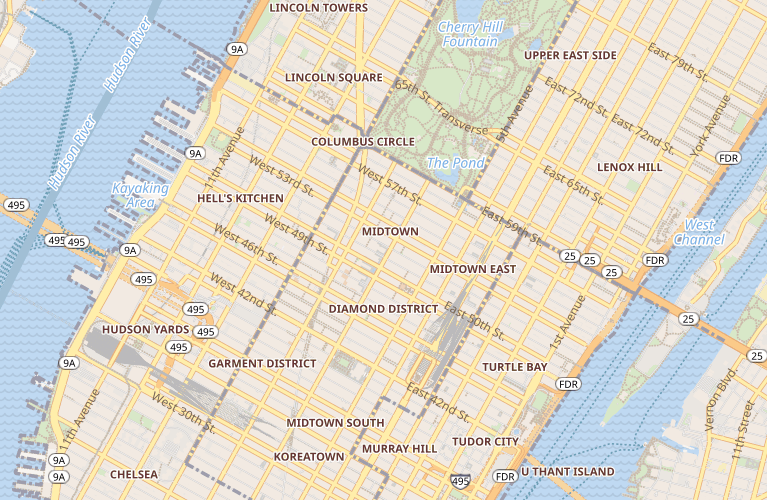 LINCOLN TOWERS
Cherry Hill
Fountain
Hudson River
9A
UPPER EAST SIDE
East 79th St.
LINCOLN SQUARE
65th St. Transverse
5th Avenue
East 72nd St.
East 72nd St.
York Avenue
COLUMBUS CIRCLE
Hudson River
9A
11th Avenue
West 53rd St.
West 57th St.
The Pond
FDR
LENOX HILL
East 65th St.
Kayaking
Area
HELL'S KITCHEN
495
West 49th St.
MIDTOWN
East 59th St.
West
Channel
495
495
9A
West 46th St.
25
25
25
FDR
MIDTOWN EAST
495
West 42nd St.
DIAMOND DISTRICT
East 50th St.
1st Avenue
25
495
HUDSON YARDS
495
495
25
9A
GARMENT DISTRICT
TURTLE BAY
FDR
East 42nd St.
Vernon Blvd.
11th Street
11th Avenue
West 30th St.
MIDTOWN SOUTH
MURRAY HILL
TUDOR CITY
9A
9A
CHELSEA
KOREATOWN
495
FDR
U THANT ISLAND